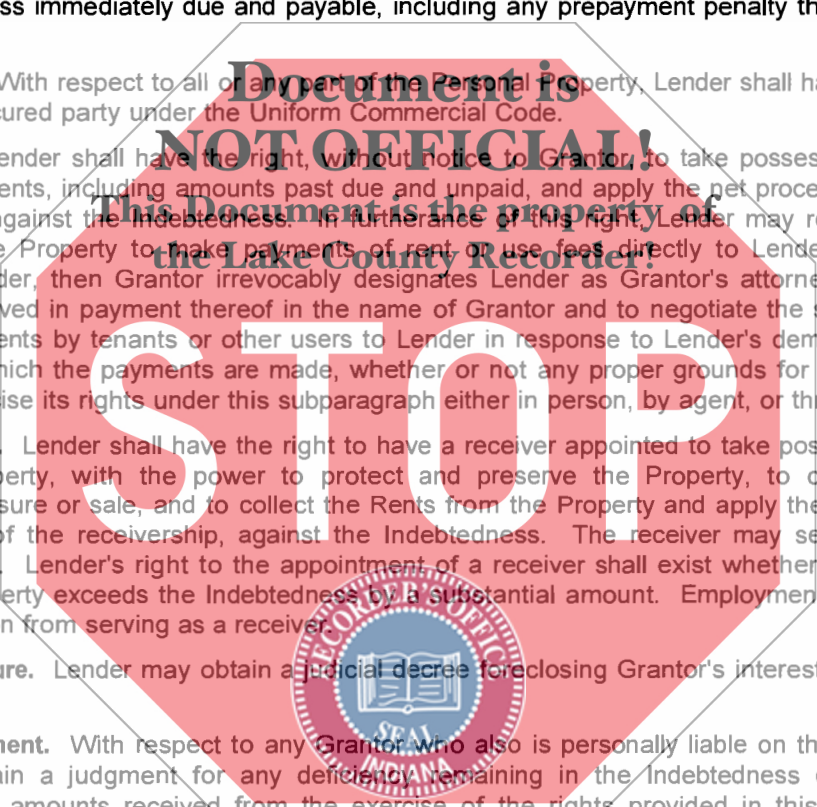 ss immediately due and payable, including any prepayment penalty th
Document is
With respect to all or any part of the Personal Property, Lender shall ha
cured party under the Uniform Commercial Code.
NOT OFFICIAL!
ender shall have the right, without notice to Grantor, to take posses
ents, including amounts past due and unpaid, and apply the net proce
This Document is the property of
against the Indebtedness. In furtherance of this right, Lender may r
the Lake County Recorder!
e Property to make payments of rent or use fees directly to Lende
der, then Grantor irrevocably designates Lender as Grantor's attorne
ved in payment thereof in the name of Grantor and to negotiate the s
ents by tenants or other users to Lender in response to Lender's dem
hich the payments are made, whether or not any proper grounds for
ise its rights under this subparagraph either in person, by agent, or thr
STOP
. Lender shall have the right to have a receiver appointed to take pos
perty, with the power to protect and preserve the Property, to o
sure or sale, and to collect the Rents from the Property and apply the
of the receivership, against the Indebtedness. The receiver may se
. Lender's right to the appointment of a receiver shall exist whether
erty exceeds the Indebtedness by a substantial amount. Employmen
n from serving as a receiver.
RECORDER'S OFFICE
SEAL
INDIANA
ure. Lender may obtain a judicial decree foreclosing Grantor's interest
ment. With respect to any Grantor who also is personally liable on th
ain a judgment for any deficiency remaining in the Indebtedness
amounts received from the exercise of the rights provided in this